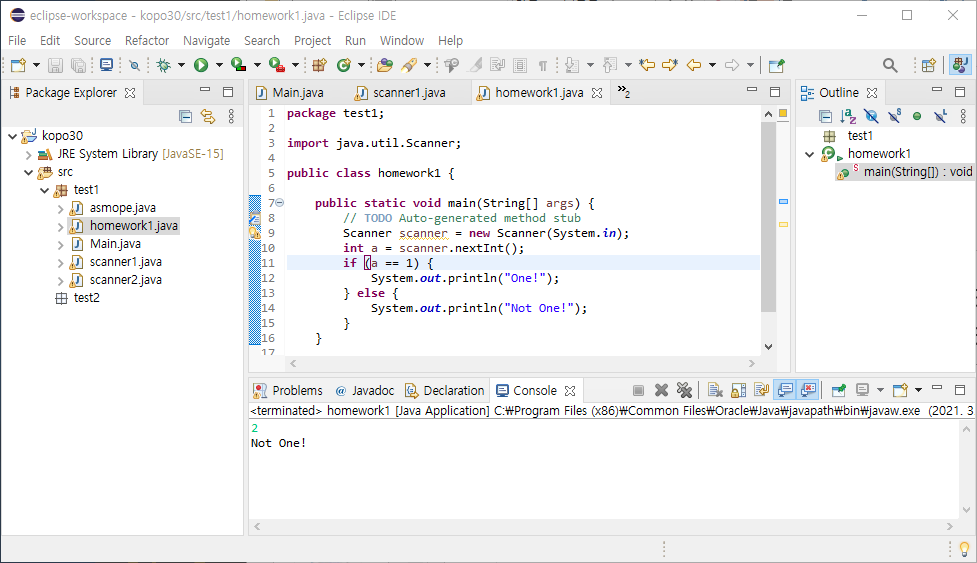 eclipse-workspace - kopo30/src/test1/homework1.java - Eclipse IDE
File Edit Source Refactor Navigate Search Project Run Window Help
Package Explorer
kopo30
JRE System Library [JavaSE-15]
src
test1
asmope.java
homework1.java
Main.java
scanner1.java
scanner2.java
test2
Main.java scanner1.java homework1.java »2
1 package test1;
2
3 import java.util.Scanner;
4
5 public class homework1 {
6
7 public static void main(String[] args) {
8 // TODO Auto-generated method stub
9 Scanner scanner = new Scanner(System.in);
10 int a = scanner.nextInt();
11 if (a == 1) {
12 System.out.println("One!");
13 } else {
14 System.out.println("Not One!");
15 }
16 }
17
Outline
test1
homework1
main(String[]) : void
Problems @ Javadoc Declaration Console
<terminated> homework1 [Java Application] C:₩Program Files (x86)₩Common Files₩Oracle₩Java₩javapath₩bin₩javaw.exe (2021. 3
2
Not One!